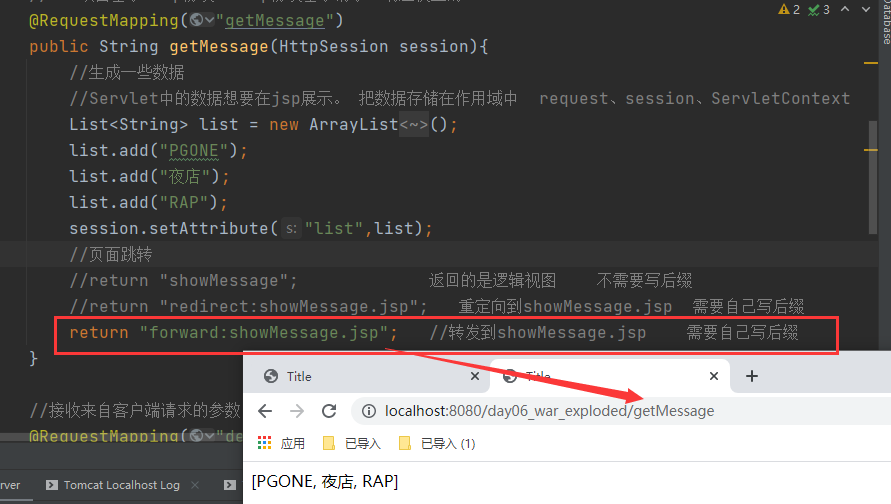 2 3
Database
@RequestMapping("getMessage")
public String getMessage(HttpSession session){
//生成一些数据
//Servlet中的数据想要在jsp展示。 把数据存储在作用域中 request、session、ServletContext
List<String> list = new ArrayList<~>();
list.add("PGONE");
list.add("夜店");
list.add("RAP");
session.setAttribute( s: "list",list);
//页面跳转
//return "showMessage"; 返回的是逻辑视图 不需要写后缀
//return "redirect:showMessage.jsp"; 重定向到showMessage.jsp 需要自己写后缀
return "forward:showMessage.jsp"; //转发到showMessage.jsp 需要自己写后缀
}
Title Title
localhost:8080/day06_war_exploded/getMessage
//接收来自客户端请求的参数
@RequestMapping("de
应用 已导入 已导入 (1)
rver Tomcat Localhost Log
[PGONE, 夜店, RAP]